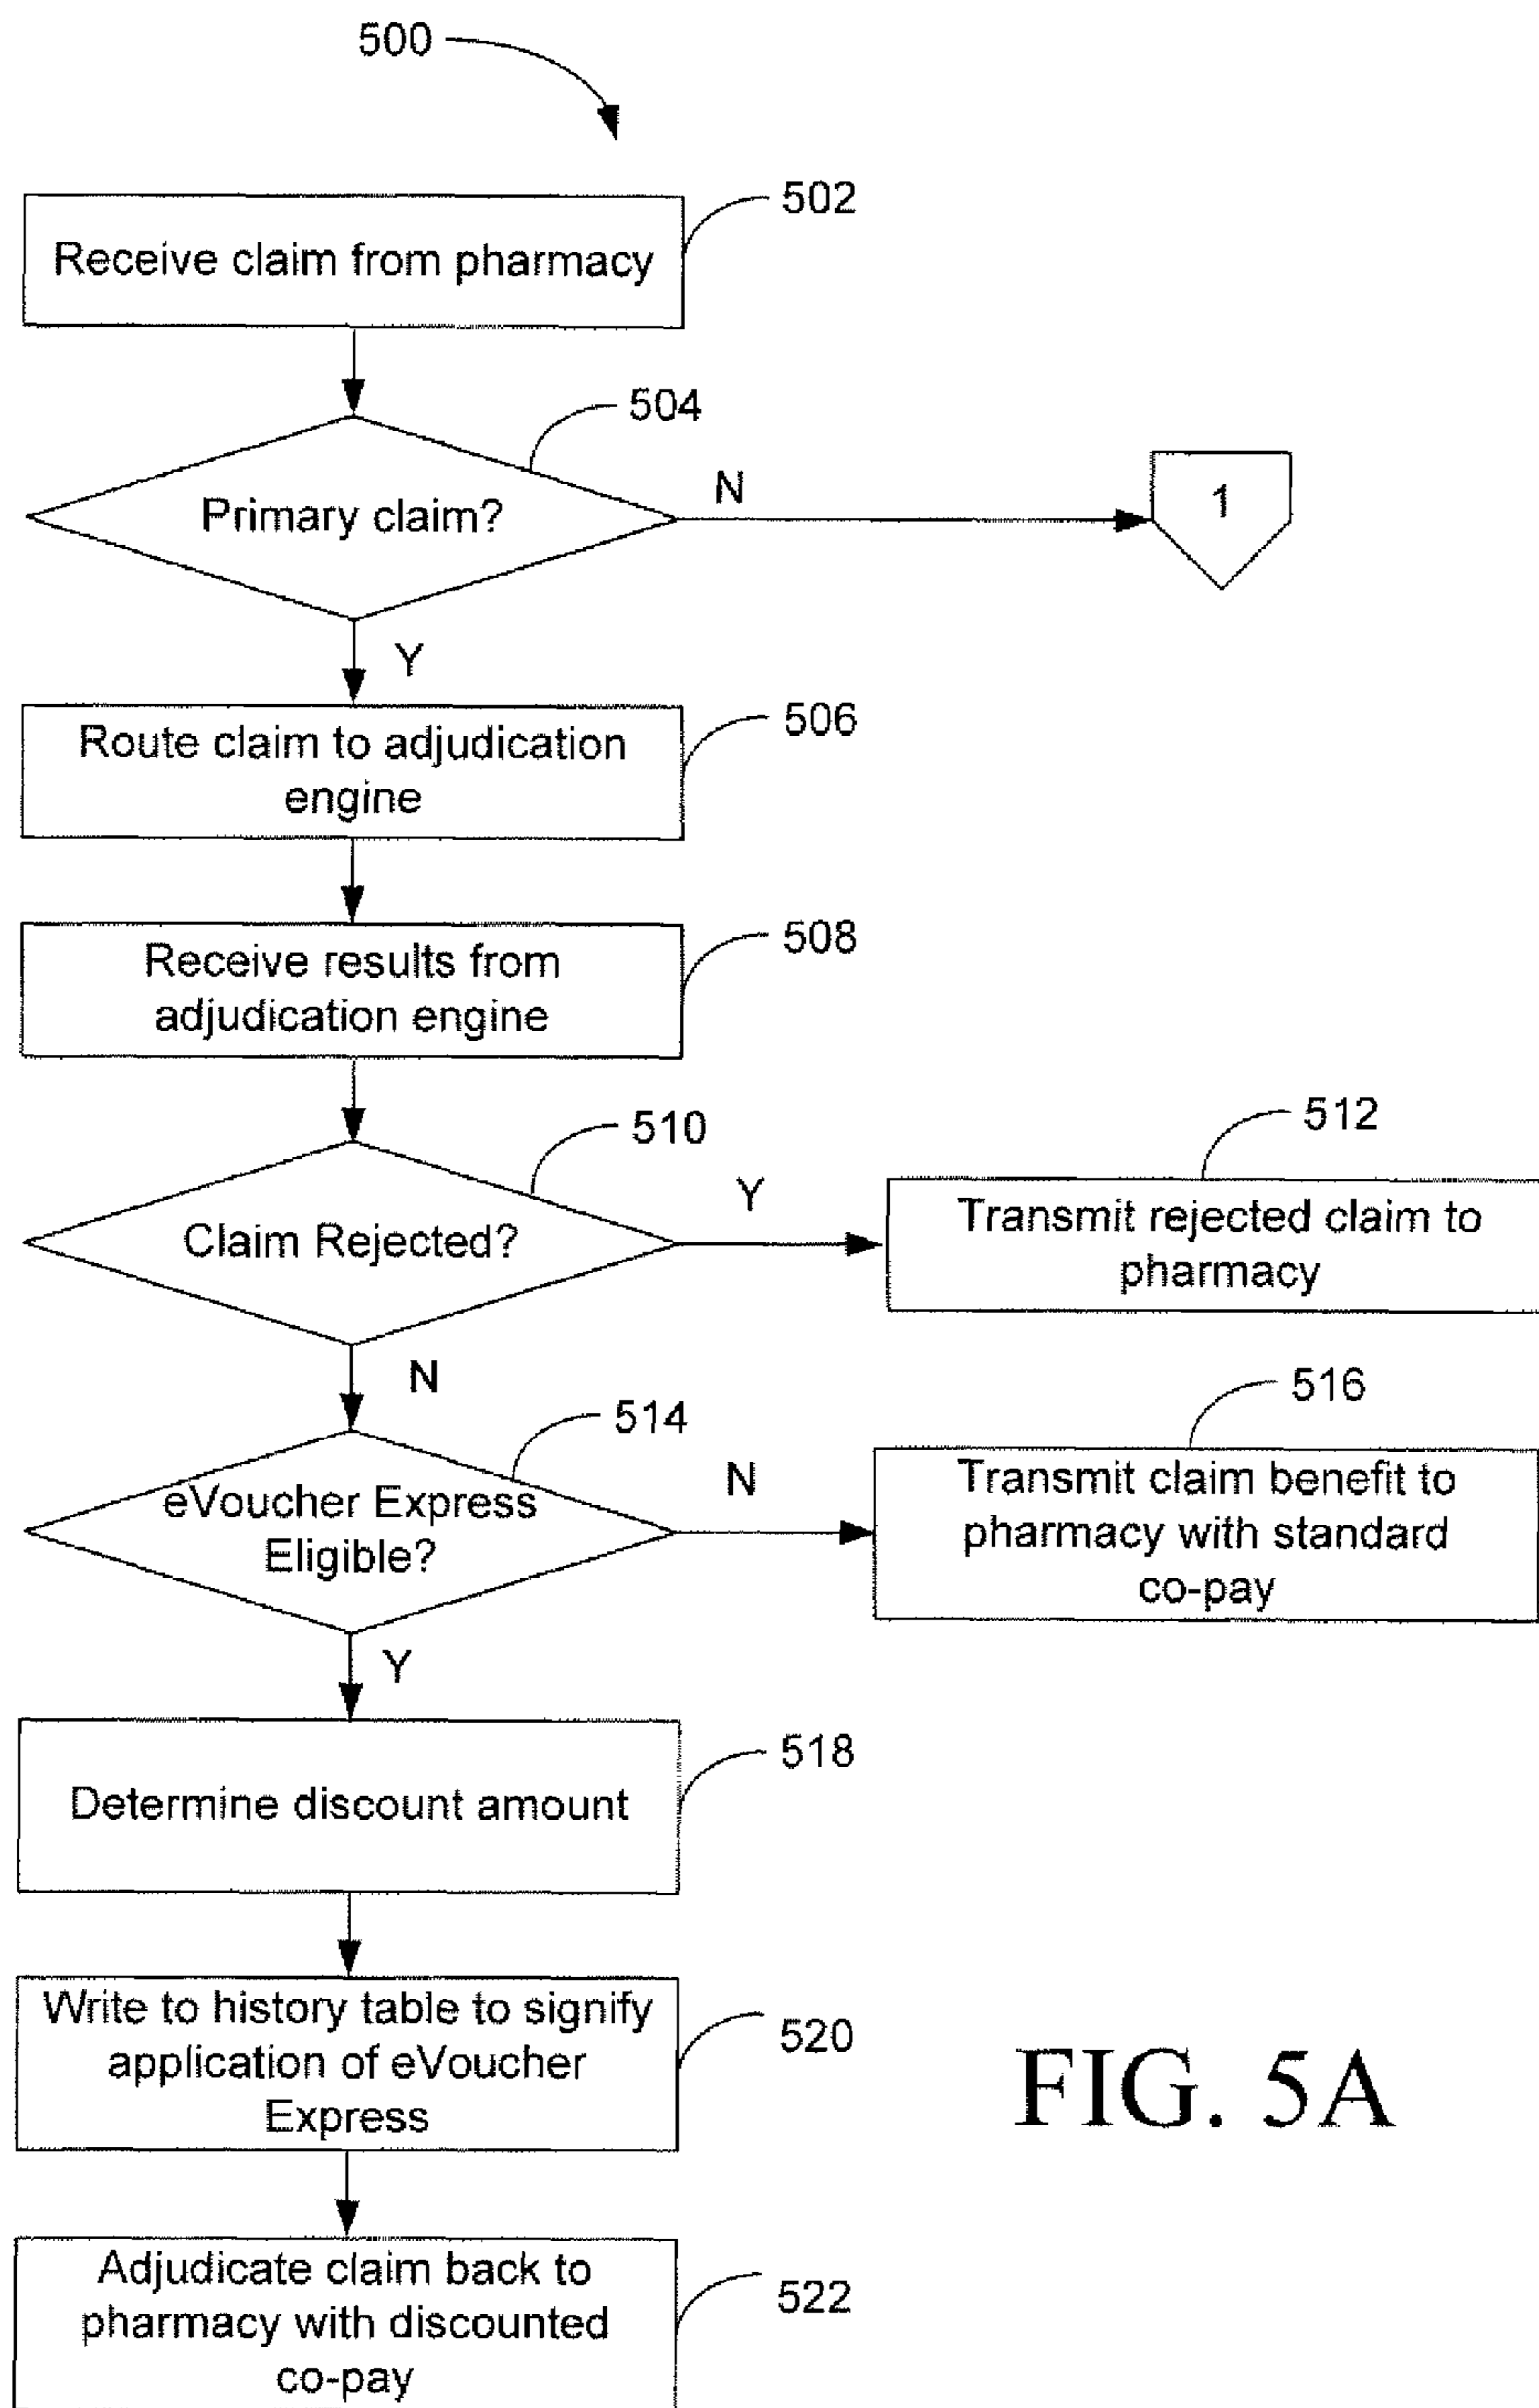 500
502
Receive claim from pharmacy
504
Primary claim?
N
1
Y
506
Route claim to adjudication
engine
508
Receive results from
adjudication engine
510
Claim Rejected?
Y
512
Transmit rejected claim to
pharmacy
N
514
eVoucher Express
Eligible?
N
516
Transmit claim benefit to
pharmacy with standard
co-pay
Y
518
Determine discount amount
520
Write to history table to signify
application of eVoucher
Express
522
Adjudicate claim back to
pharmacy with discounted
co-pay
FIG. 5A